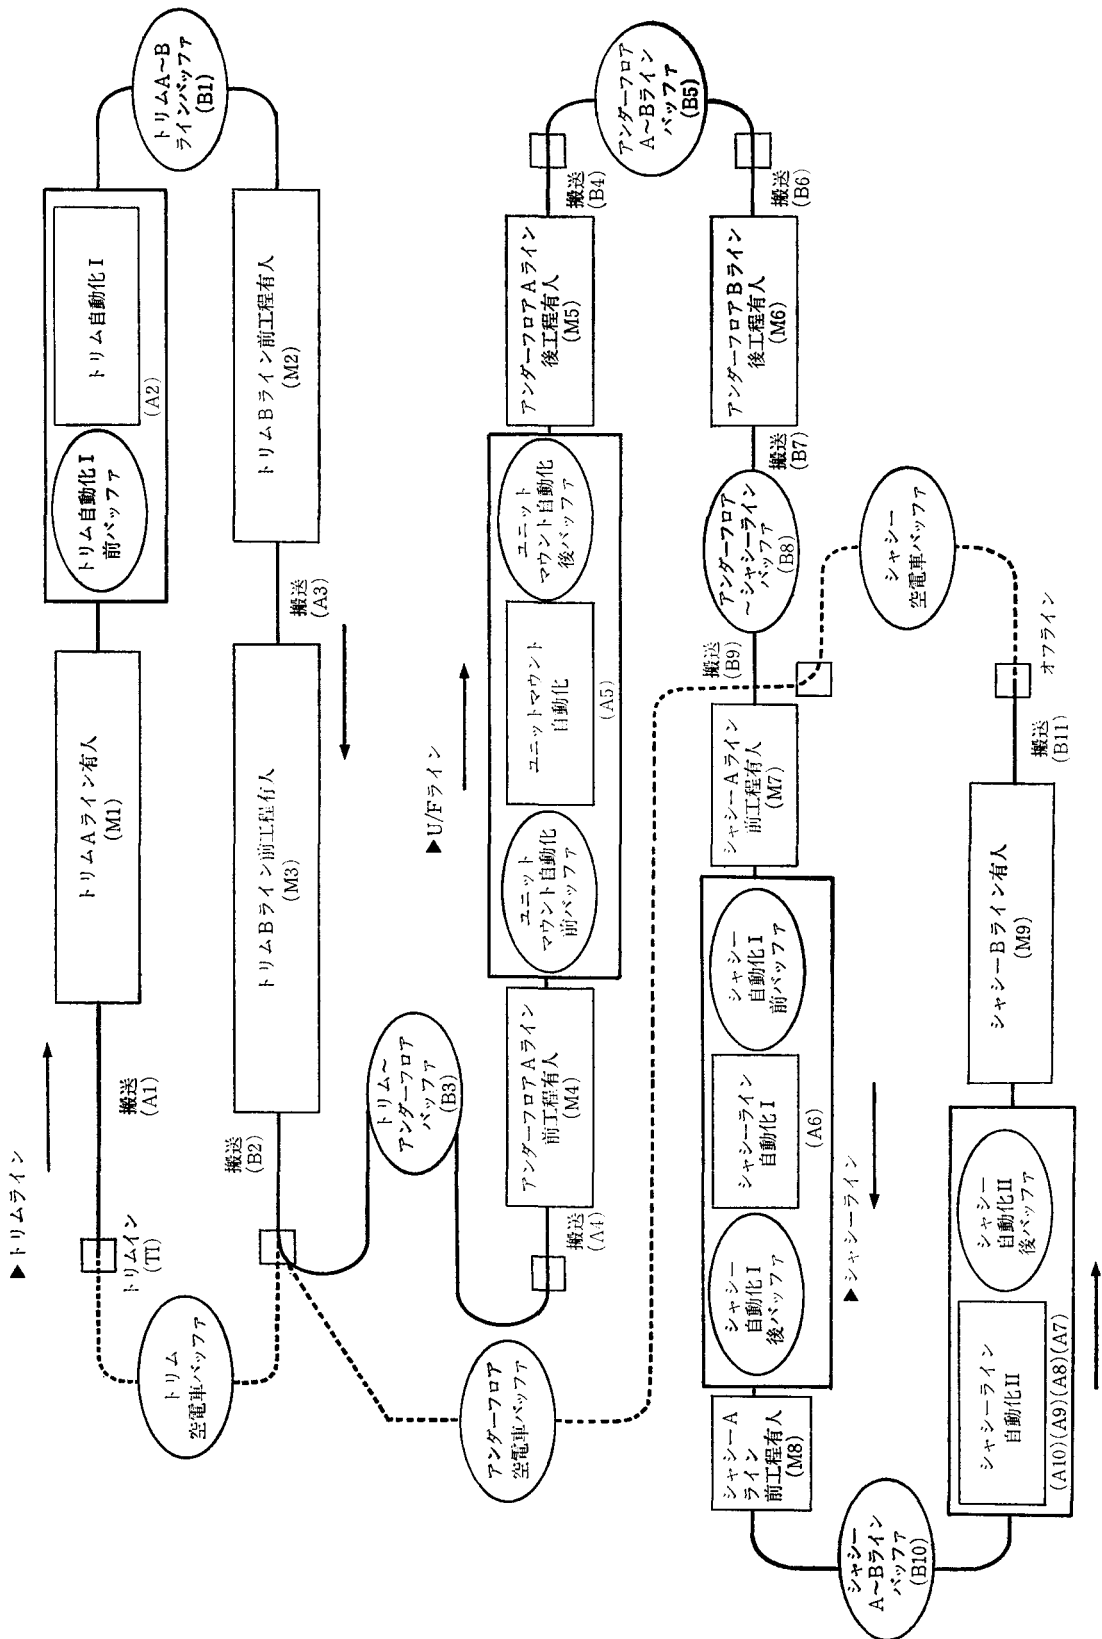 ▶トリムライン
トリムイン
(TI)
搬送
(A1)
トリムAライン有人
(M1)
トリム自動化I
前バッファ
トリム自動化I
(A2)
トリムA～B
ラインバッファ
(B1)
トリム
空電車バッファ
搬送
(B2)
トリムBライン前工程有人
(M3)
搬送
(A3)
トリムBライン前工程有人
(M2)
トリム～
アンダーフロア
バッファ
(B3)
▶U/Fライン
アンダーフロア
空電車バッファ
搬送
(A4)
アンダーフロアAライン
前工程有人
(M4)
ユニット
マウント自動化
前バッファ
ユニットマウント
自動化
(A5)
ユニット
マウント自動化
後バッファ
アンダーフロアAライン
後工程有人
(M5)
搬送
(B4)
アンダーフロア
A～Bライン
バッファ
(B5)
搬送
(B6)
アンダーフロアBライン
後工程有人
(M6)
搬送
(B7)
アンダーフロア
～シャシーライン
バッファ
(B8)
搬送
(B9)
シャシーAライン
前工程有人
(M7)
シャシー
自動化I
前バッファ
シャシーライン
自動化I
(A6)
シャシー
自動化I
後バッファ
シャシーA
ライン
前工程有人
(M8)
▶シャシーライン
シャシー
A～Bライン
バッファ
(B10)
シャシーライン
自動化II
(A10)(A9)(A8)(A7)
シャシー
自動化II
後バッファ
シャシーBライン有人
(M9)
搬送
(B11)
オフライン
シャシー
空電車バッファ